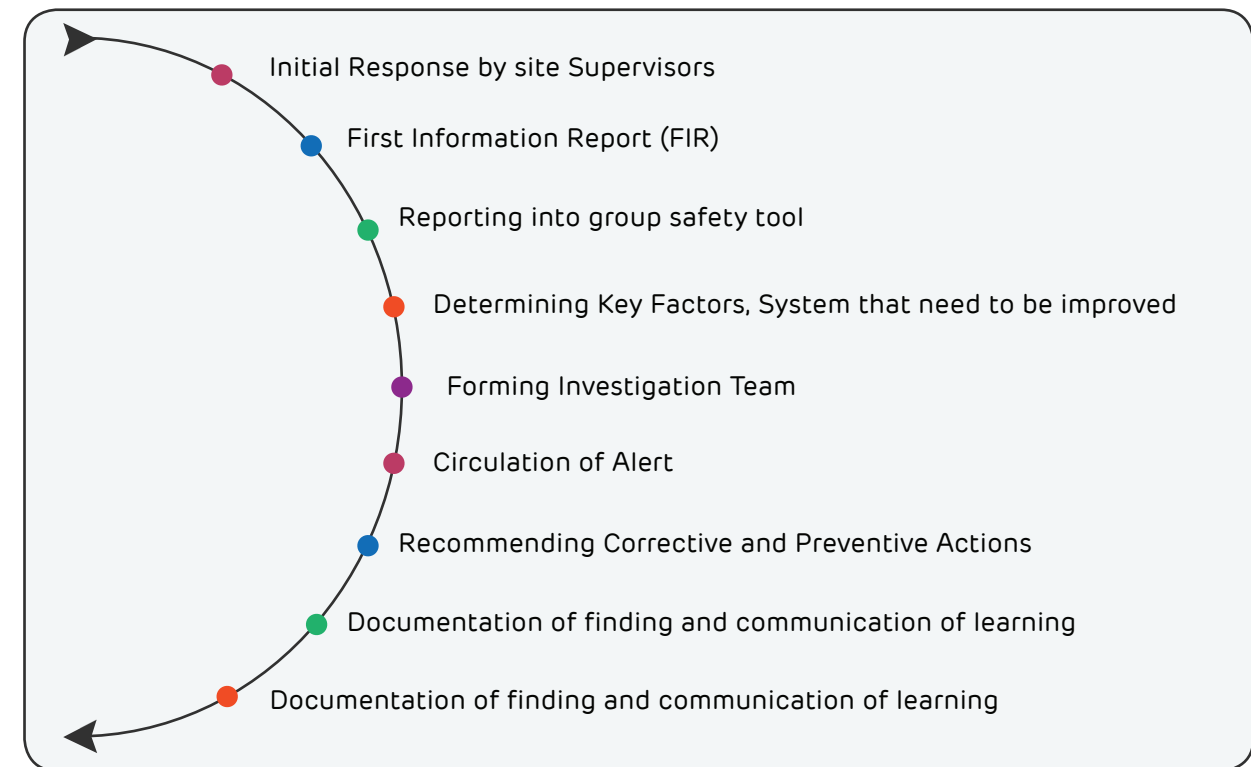 Initial Response by site Supervisors
First Information Report (FIR)
Reporting into group safety tool
Determining Key Factors, System that need to be improved
Forming Investigation Team
Circulation of Alert
Recommending Corrective and Preventive Actions
Documentation of finding and communication of learning
Documentation of finding and communication of learning